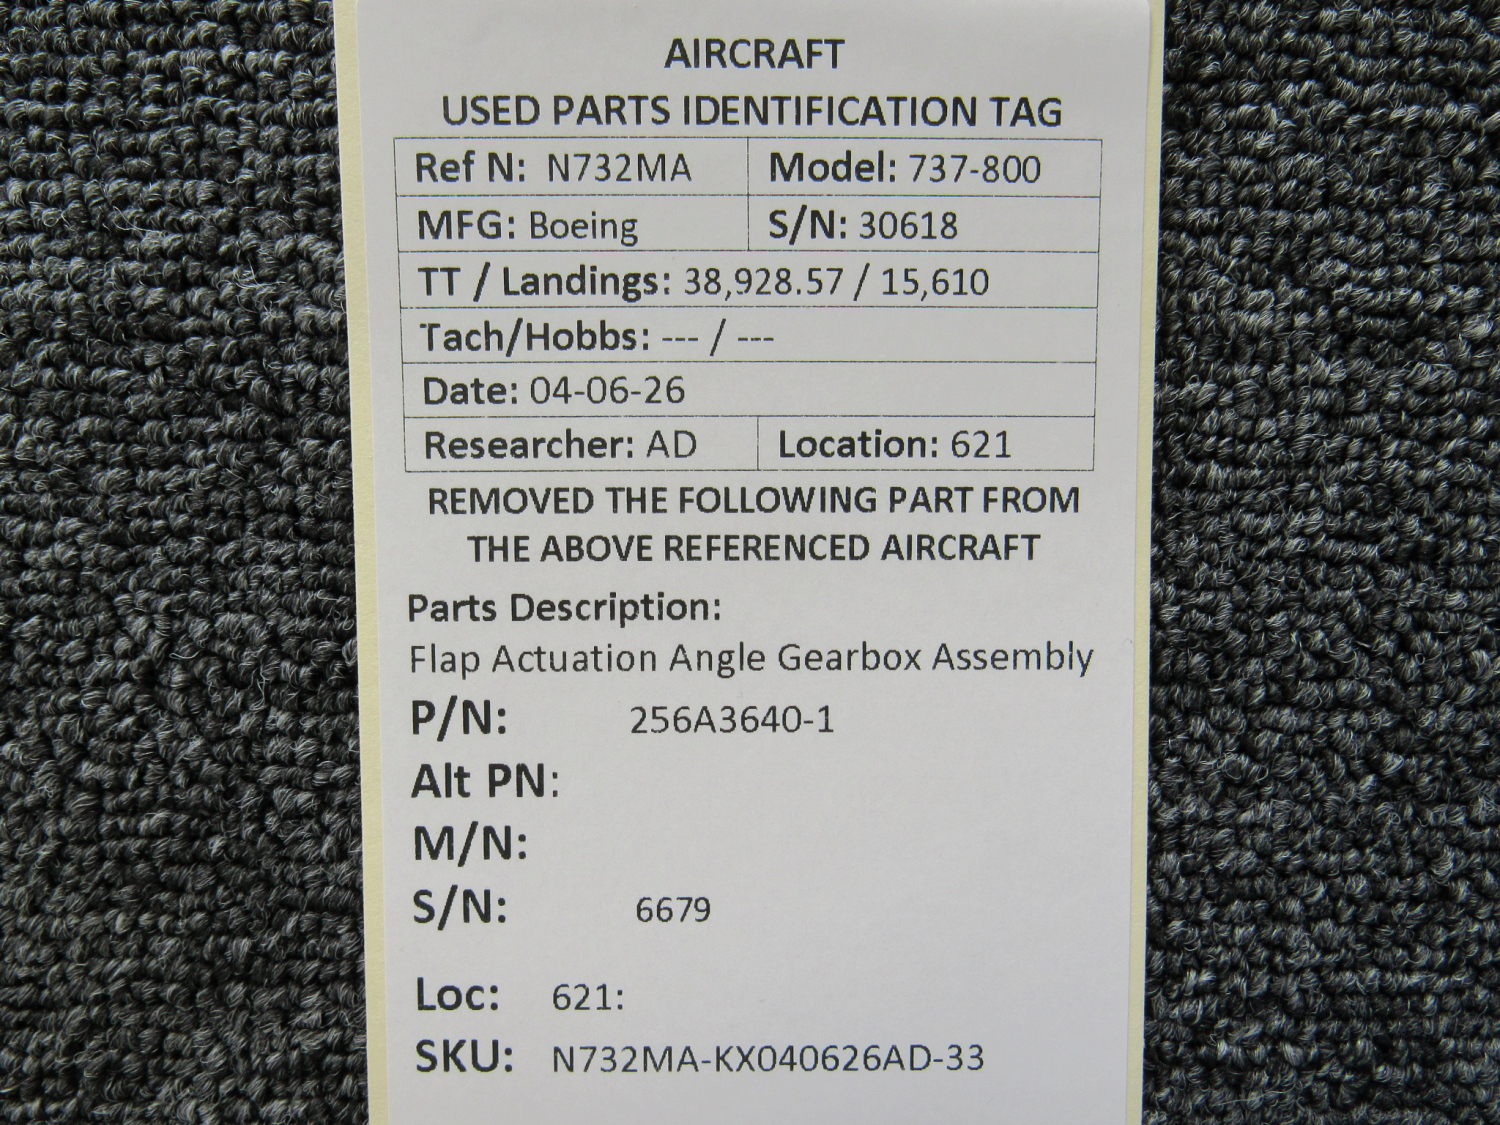 AIRCRAFT
USED PARTS IDENTIFICATION TAG
Ref N: N732MA Model: 737-800
MFG: Boeing S/N: 30618
TT / Landings: 38,928.57 / 15,610
Tach/Hobbs: --- / ---
Date: 04-06-26
Researcher: AD Location: 621
REMOVED THE FOLLOWING PART FROM
THE ABOVE REFERENCED AIRCRAFT
Parts Description:
Flap Actuation Angle Gearbox Assembly
P/N: 256A3640-1
Alt PN:
M/N:
S/N: 6679
Loc: 621:
SKU: N732MA-KX040626AD-33